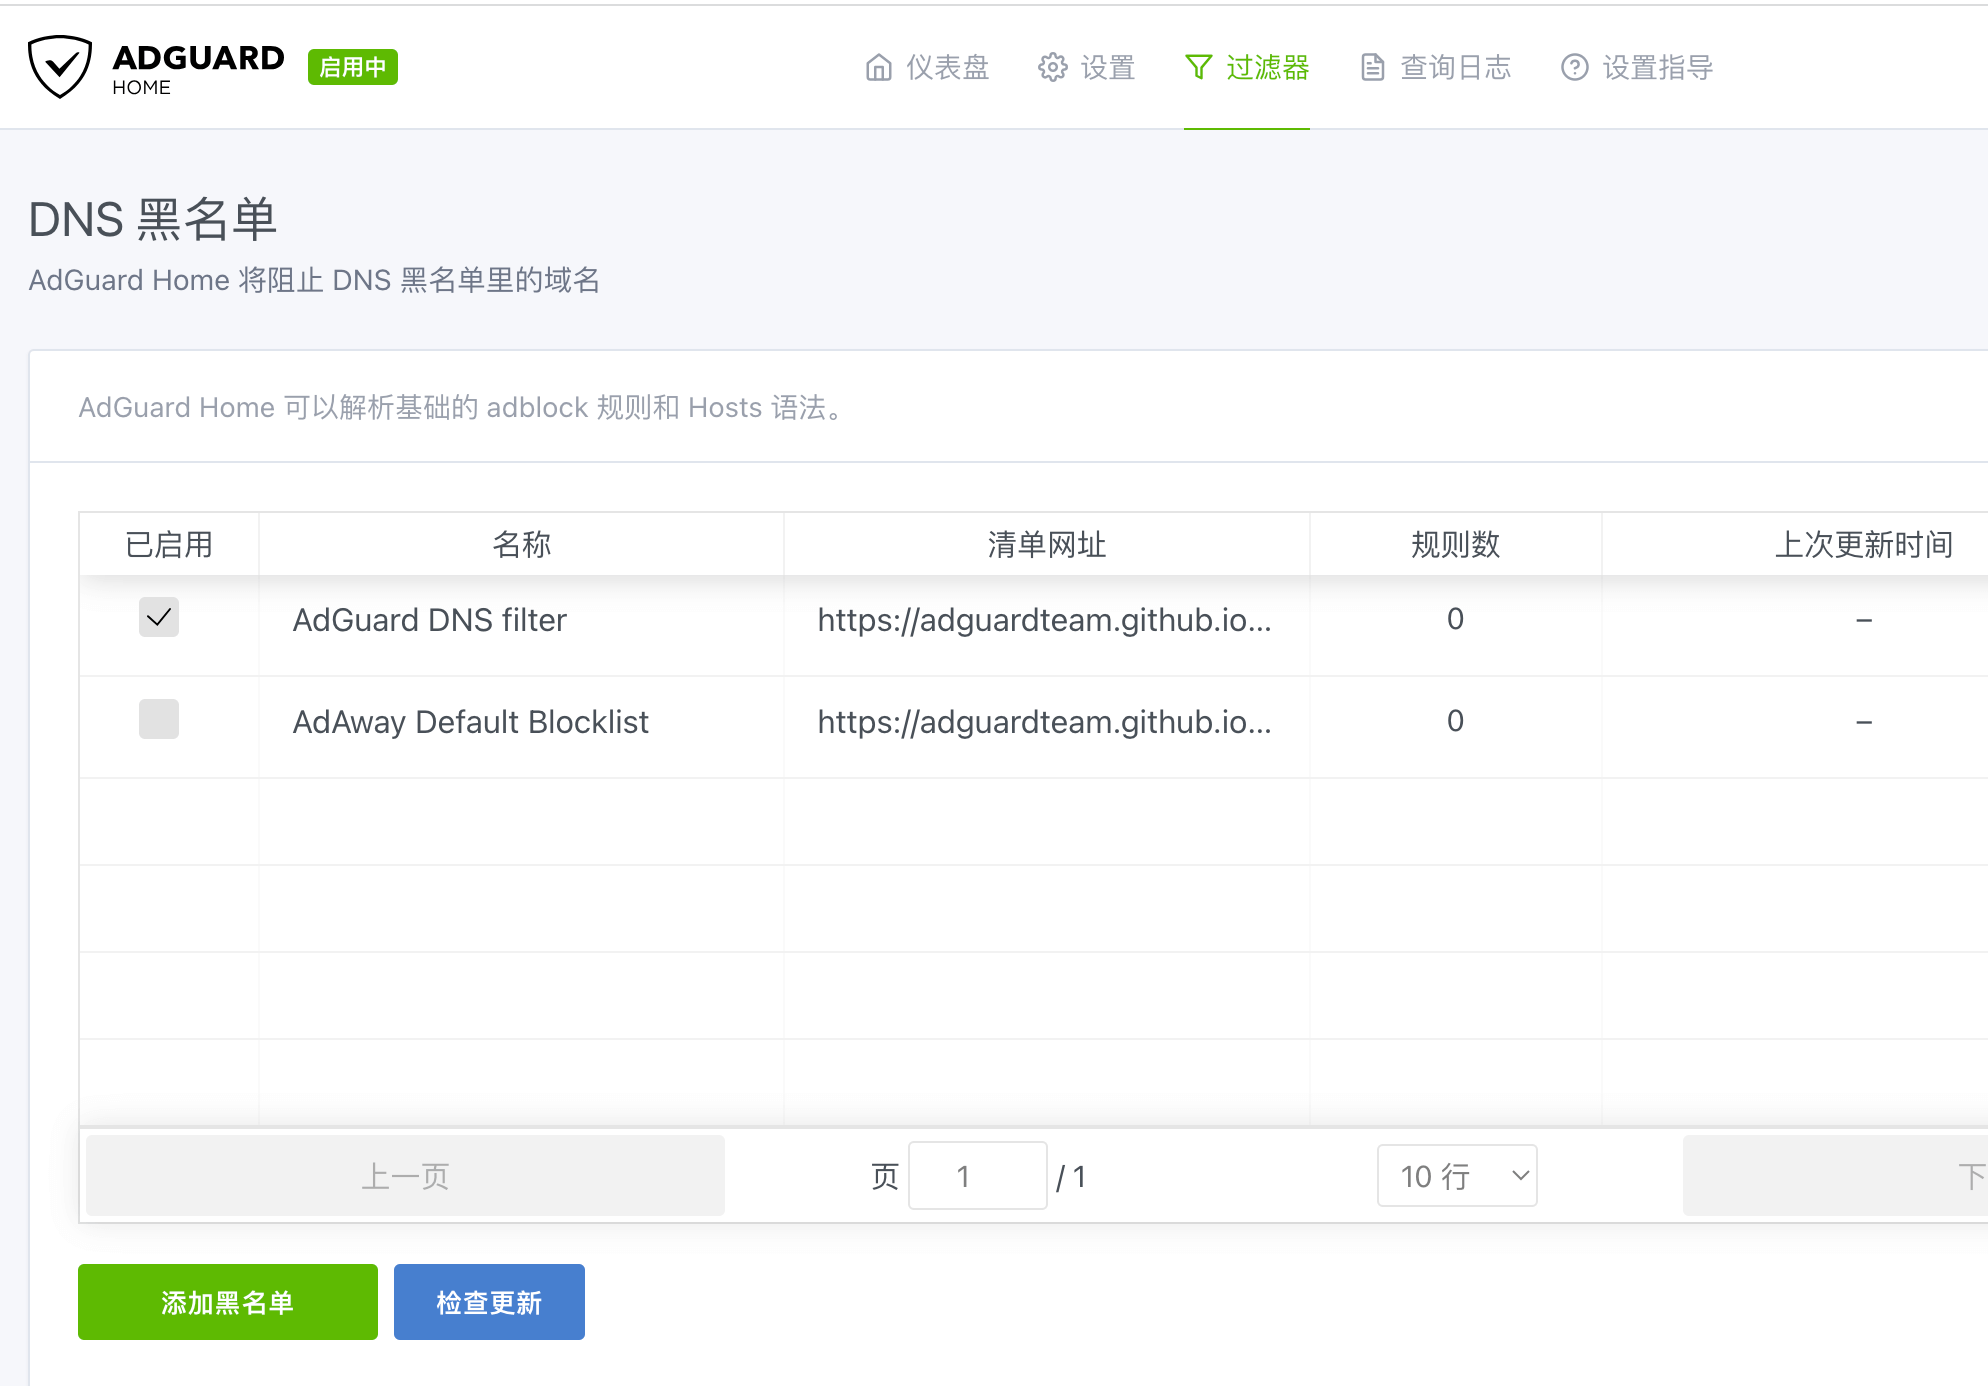 ADGUARD
HOME
启用中
仪表盘
设置
过滤器
查询日志
设置指导
DNS 黑名单
AdGuard Home 将阻止 DNS 黑名单里的域名
AdGuard Home 可以解析基础的 adblock 规则和 Hosts 语法。
已启用 名称 清单网址 规则数 上次更新时间
AdGuard DNS filter https://adguardteam.github.io... 0 –
AdAway Default Blocklist https://adguardteam.github.io... 0 –
上一页 页 1 / 1 10 行 下
添加黑名单 检查更新